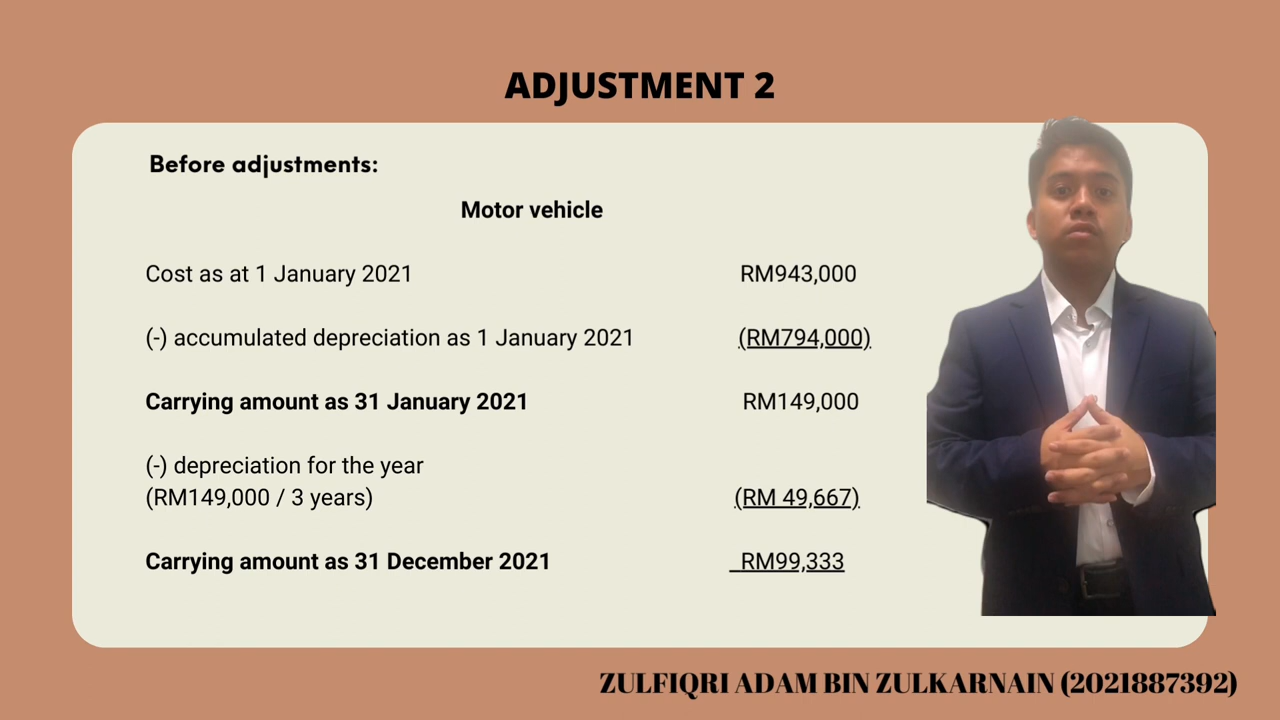 ADJUSTMENT 2
Before adjustments:
Motor vehicle
Cost as at 1 January 2021 RM943,000
(-) accumulated depreciation as 1 January 2021 (RM794,000)
Carrying amount as 31 January 2021 RM149,000
(-) depreciation for the year
(RM149,000 / 3 years) (RM 49,667)
Carrying amount as 31 December 2021 RM99,333
ZULFIQRI ADAM BIN ZULKARNAIN (2021887392)